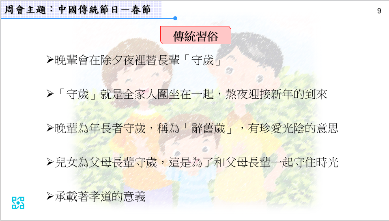 周會主題：中國傳統節日—春節
9
傳統習俗
➢晚輩會在除夕夜裡替長輩「守歲」
➢「守歲」就是全家人團坐在一起，熬夜迎接新年的到來
➢晚輩為年長者守歲，稱為「辭舊歲」，有珍愛光陰的意思
➢兒女為父母長輩守歲，這是為了和父母長輩一起守住時光
➢承載著孝道的意義